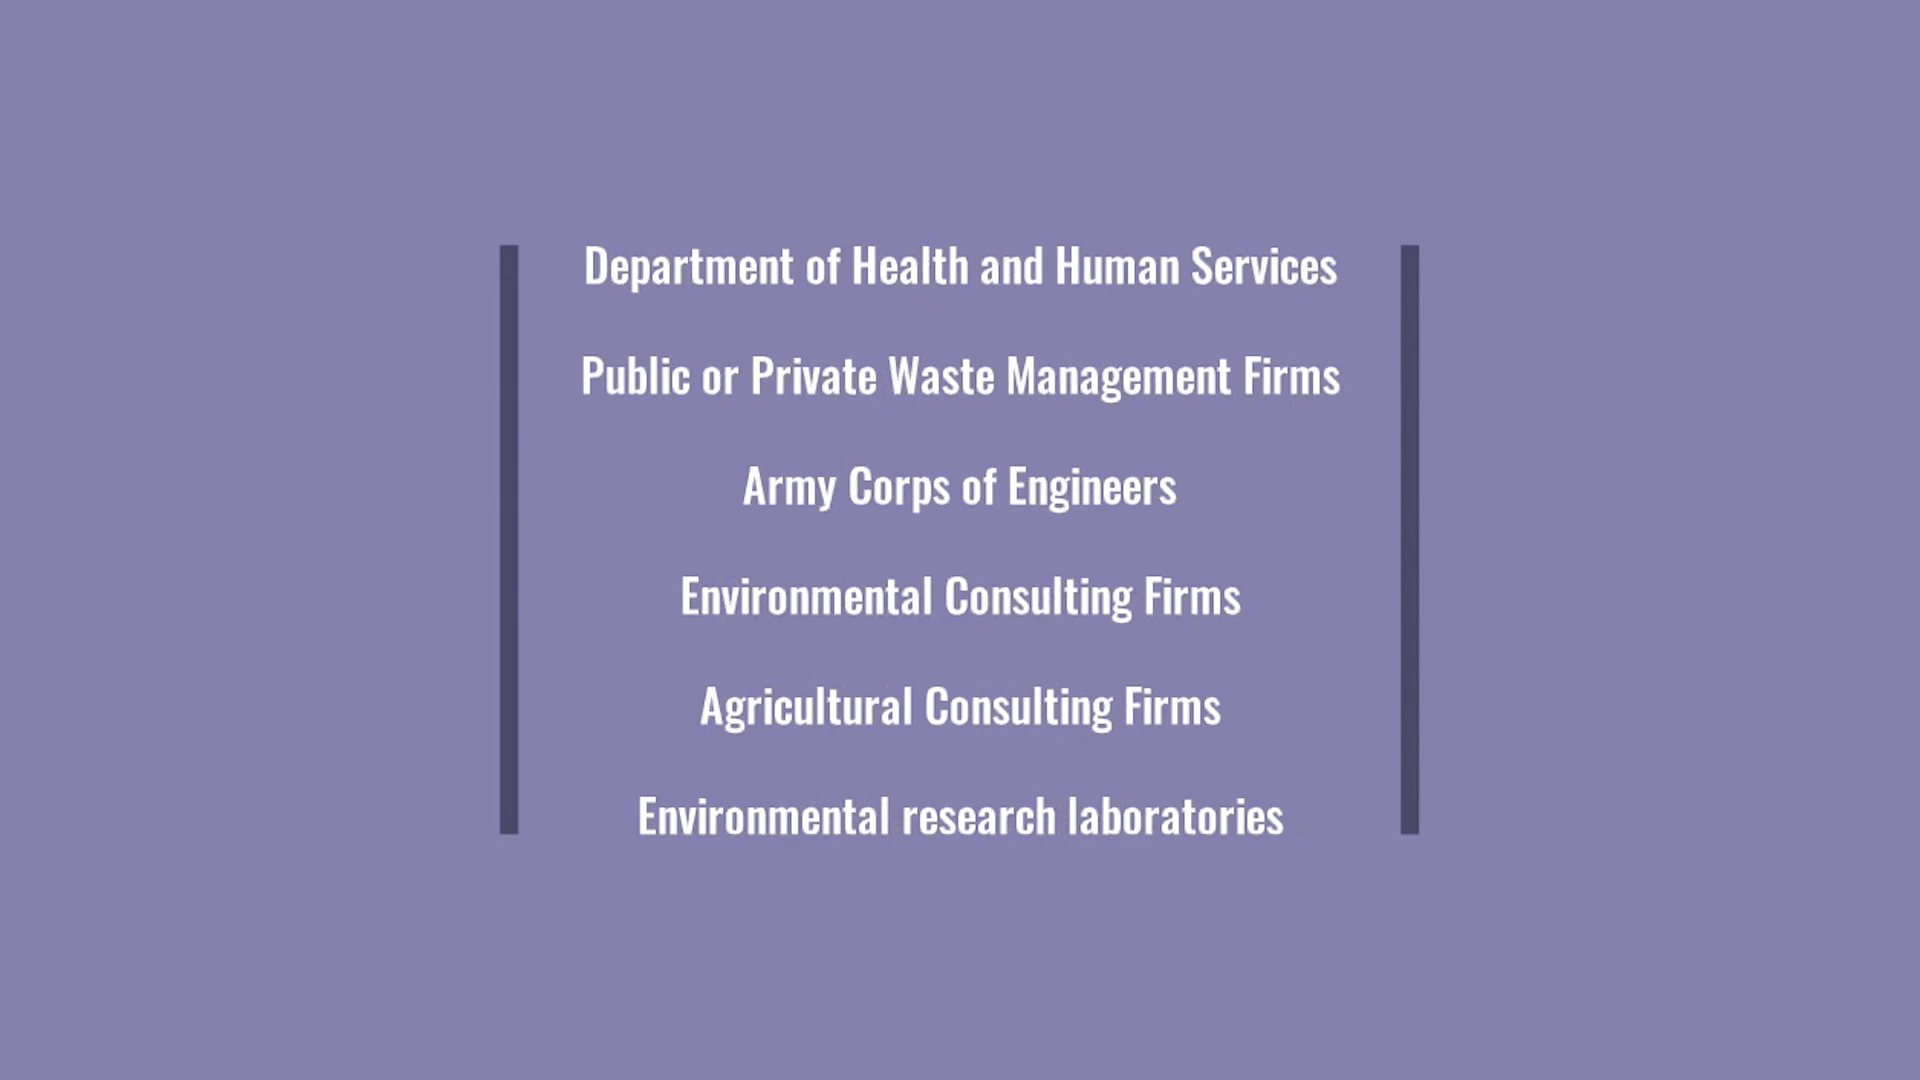 Department of Health and Human Services
Public or Private Waste Management Firms
Army Corps of Engineers
Environmental Consulting Firms
Agricultural Consulting Firms
Environmental research laboratories